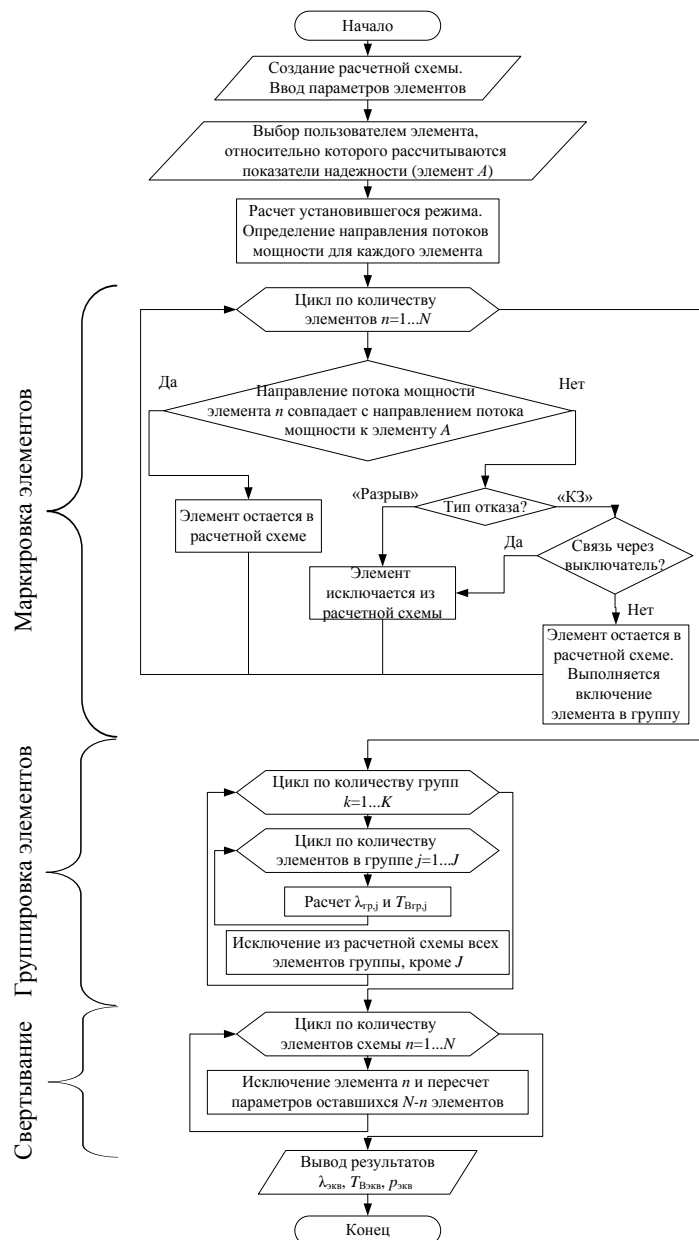 Начало
Создание расчетной схемы.
Ввод параметров элементов
Выбор пользователем элемента,
относительно которого рассчитываются
показатели надежности (элемент A)
Расчет установившегося режима.
Определение направления потоков
мощности для каждого элемента
Маркировка элементов
Цикл по количеству
элементов n=1...N
Да
Направление потока мощности
элемента n совпадает с направлением потока
мощности к элементу A
Нет
«Разрыв»
Тип отказа?
«КЗ»
Элемент остается в
расчетной схеме
Да
Связь через
выключатель?
Элемент
исключается из
расчетной схемы
Нет
Элемент остается в
расчетной схеме.
Выполняется
включение
элемента в группу
Группировка элементов
Цикл по количеству групп
k=1...K
Цикл по количеству
элементов в группе j=1...J
Расчет λгр,j и TВгр,j
Исключение из расчетной схемы всех
элементов группы, кроме J
Свертывание
Цикл по количеству
элементов схемы n=1...N
Исключение элемента n и пересчет
параметров оставшихся N-n элементов
Вывод результатов
λэкв, TВэкв, pэкв
Конец